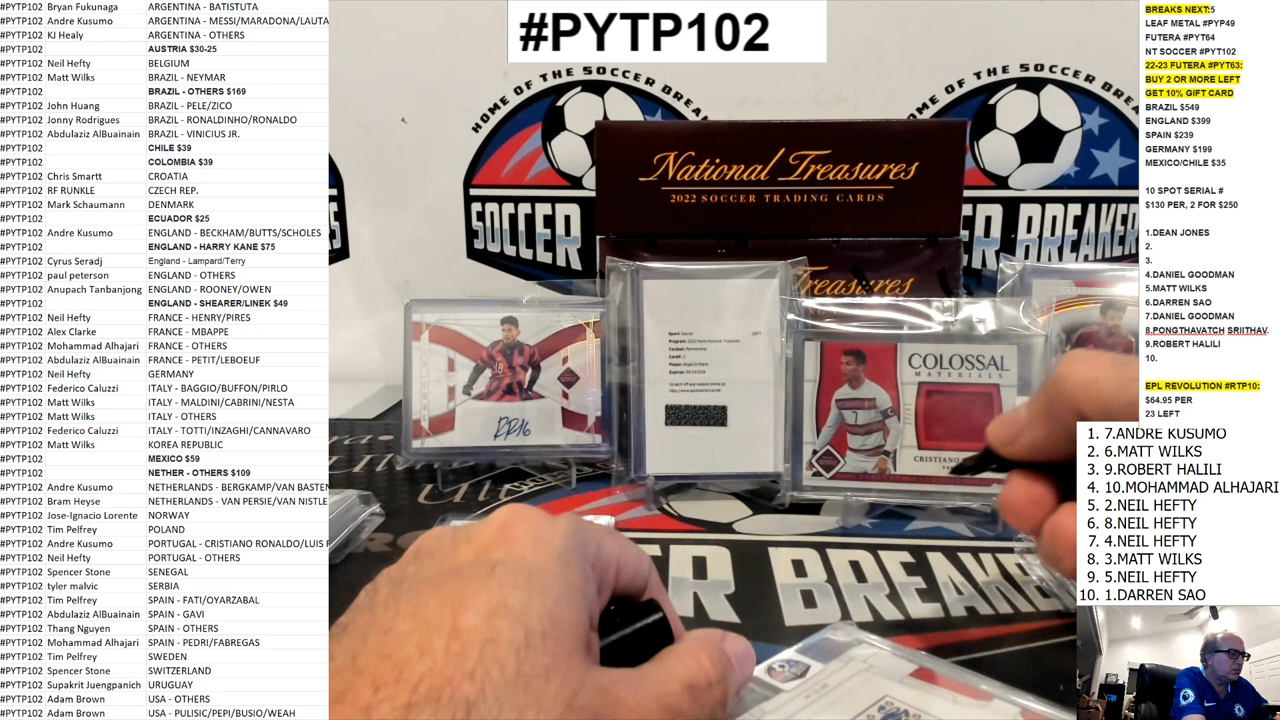 #PYTP102 Bryan Fukunaga ARGENTINA - BATISTUTA
#PYTP102 Andre Kusumo ARGENTINA - MESSI/MARADONA/LAUTA
#PYTP102 KJ Healy ARGENTINA - OTHERS
#PYTP102 AUSTRIA $30-25
#PYTP102 Neil Hefty BELGIUM
#PYTP102 Matt Wilks BRAZIL - NEYMAR
#PYTP102 BRAZIL - OTHERS $169
#PYTP102 John Huang BRAZIL - PELE/ZICO
#PYTP102 Jonny Rodrigues BRAZIL - RONALDINHO/RONALDO
#PYTP102 Abdulaziz AlBuainain BRAZIL - VINICIUS JR.
#PYTP102 CHILE $39
#PYTP102 COLOMBIA $39
#PYTP102 Chris Smartt CROATIA
#PYTP102 RF RUNKLE CZECH REP.
#PYTP102 Mark Schaumann DENMARK
#PYTP102 ECUADOR $25
#PYTP102 Andre Kusumo ENGLAND - BECKHAM/BUTTS/SCHOLES
#PYTP102 ENGLAND - HARRY KANE $75
#PYTP102 Cyrus Seradj England - Lampard/Terry
#PYTP102 paul peterson ENGLAND - OTHERS
#PYTP102 Anupach Tanbanjong ENGLAND - ROONEY/OWEN
#PYTP102 ENGLAND - SHEARER/LINEK $49
#PYTP102 Neil Hefty FRANCE - HENRY/PIRES
#PYTP102 Alex Clarke FRANCE - MBAPPE
#PYTP102 Mohammad Alhajari FRANCE - OTHERS
#PYTP102 Abdulaziz AlBuainain FRANCE - PETIT/LEBOEUF
#PYTP102 Neil Hefty GERMANY
#PYTP102 Federico Caluzzi ITALY - BAGGIO/BUFFON/PIRLO
#PYTP102 Matt Wilks ITALY - MALDINI/CABRINI/NESTA
#PYTP102 Matt Wilks ITALY - OTHERS
#PYTP102 Federico Caluzzi ITALY - TOTTI/INZAGHI/CANNAVARO
#PYTP102 Matt Wilks KOREA REPUBLIC
#PYTP102 MEXICO $59
#PYTP102 NETHER - OTHERS $109
#PYTP102 Andre Kusumo NETHERLANDS - BERGKAMP/VAN BASTEN
#PYTP102 Bram Heyse NETHERLANDS - VAN PERSIE/VAN NISTLE
#PYTP102 Jose-Ignacio Lorente NORWAY
#PYTP102 Tim Pelfrey POLAND
#PYTP102 Andre Kusumo PORTUGAL - CRISTIANO RONALDO/LUIS F
#PYTP102 Neil Hefty PORTUGAL - OTHERS
#PYTP102 Spencer Stone SENEGAL
#PYTP102 tyler malvic SERBIA
#PYTP102 Tim Pelfrey SPAIN - FATI/OYARZABAL
#PYTP102 Abdulaziz AlBuainain SPAIN - GAVI
#PYTP102 Thang Nguyen SPAIN - OTHERS
#PYTP102 Mohammad Alhajari SPAIN - PEDRI/FABREGAS
#PYTP102 Tim Pelfrey SWEDEN
#PYTP102 Spencer Stone SWITZERLAND
#PYTP102 Supakrit Juengpanich URUGUAY
#PYTP102 Adam Brown USA - OTHERS
#PYTP102 Adam Brown USA - PULISIC/PEPI/BUSIO/WEAH
#PYTP102
HOME OF THE SOCCER BREAKER
SOCCER
SOCCER BREAKER
National Treasures
2022 SOCCER TRADING CARDS
Treasures
RP16
COLOSSAL
MATERIALS
CRISTIANO
R BREAKER
BREAKS NEXT:5
LEAF METAL #PYP49
FUTERA #PYT64
NT SOCCER #PYT102
22-23 FUTERA #PYT63:
BUY 2 OR MORE LEFT
GET 10% GIFT CARD
BRAZIL $549
ENGLAND $399
SPAIN $239
GERMANY $199
MEXICO/CHILE $35
10 SPOT SERIAL #
$130 PER, 2 FOR $250
1.DEAN JONES
2.
3.
4.DANIEL GOODMAN
5.MATT WILKS
6.DARREN SAO
7.DANIEL GOODMAN
8.PONGTHAVATCH SRIITHAV.
9.ROBERT HALILI
10.
EPL REVOLUTION #RTP10:
$64.95 PER
23 LEFT
1. 7.ANDRE KUSUMO
2. 6.MATT WILKS
3. 9.ROBERT HALILI
4. 10.MOHAMMAD ALHAJARI
5. 2.NEIL HEFTY
6. 8.NEIL HEFTY
7. 4.NEIL HEFTY
8. 3.MATT WILKS
9. 5.NEIL HEFTY
10. 1.DARREN SAO